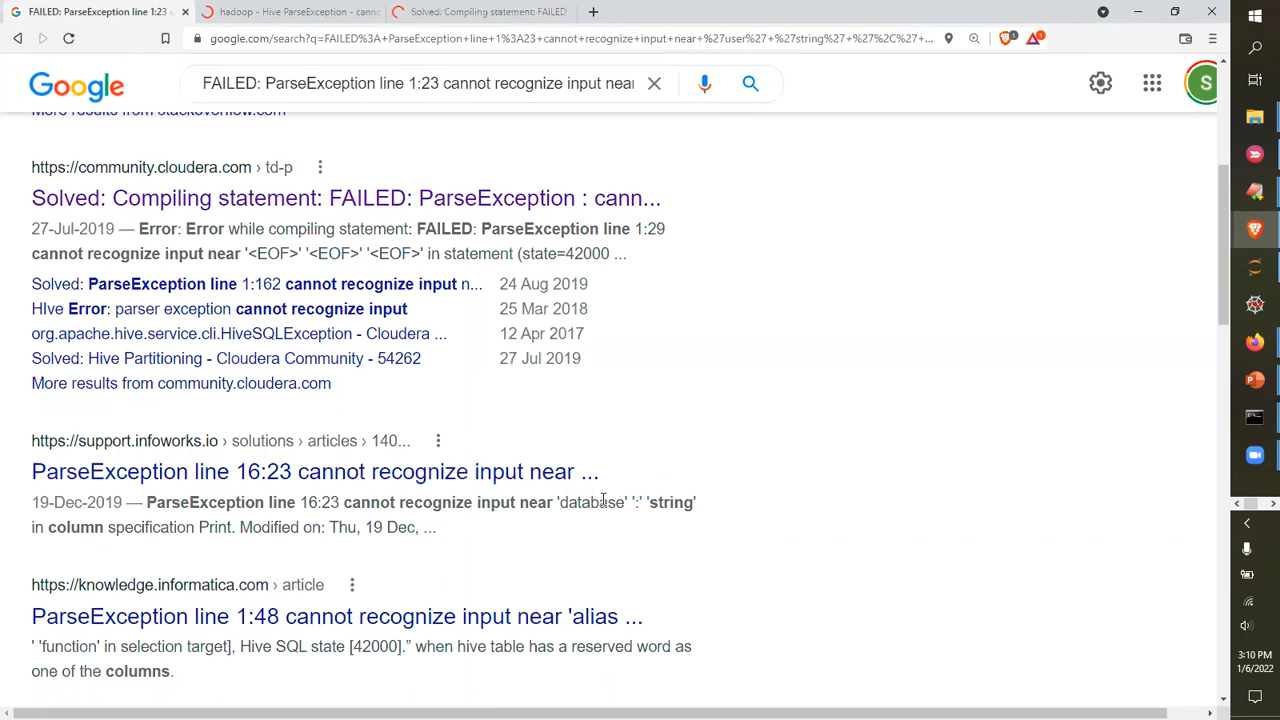 FAILED: ParseException line 1:23
hadoop - Hive ParseException - canno
Solved: Compiling statement: FAILED
google.com/search?q=FAILED%3A+ParseException+line+1%3A23+cannot+recognize+input+near+%27user%27+%27string%27+%27%2C%27+...
1
1
Google
FAILED: ParseException line 1:23 cannot recognize input near
S
More results from stackoverflow.com
https://community.cloudera.com › td-p
Solved: Compiling statement: FAILED: ParseException : cann...
27-Jul-2019 — Error: Error while compiling statement: FAILED: ParseException line 1:29
cannot recognize input near '<EOF>' '<EOF>' '<EOF>' in statement (state=42000 ...
Solved: ParseException line 1:162 cannot recognize input n... 24 Aug 2019
HIve Error: parser exception cannot recognize input 25 Mar 2018
org.apache.hive.service.cli.HiveSQLException - Cloudera ... 12 Apr 2017
Solved: Hive Partitioning - Cloudera Community - 54262 27 Jul 2019
More results from community.cloudera.com
https://support.infoworks.io › solutions › articles › 140...
ParseException line 16:23 cannot recognize input near ...
19-Dec-2019 — ParseException line 16:23 cannot recognize input near 'database' ':' 'string'
in column specification Print. Modified on: Thu, 19 Dec, ...
https://knowledge.informatica.com › article
ParseException line 1:48 cannot recognize input near 'alias ...
' 'function' in selection target], Hive SQL state [42000].” when hive table has a reserved word as
one of the columns.
3:10 PM
1/6/2022